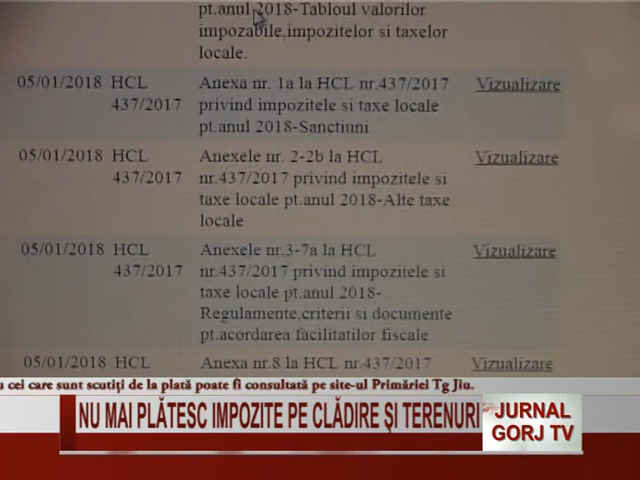 pt.anul 2018-Tabloul valorilor
impozabile,impozitelor si taxelor
locale.
05/01/2018 HCL 437/2017 Anexa nr. 1a la HCL nr.437/2017
privind impozitele si taxe locale
pt.anul 2018-Sanctiuni
Vizualizare
05/01/2018 HCL 437/2017 Anexele nr. 2-2b la HCL
nr.437/2017 privind impozitele si
taxe locale pt.anul 2018-Alte taxe
locale
Vizualizare
05/01/2018 HCL 437/2017 Anexele nr.3-7a la HCL
nr.437/2017 privind impozitele si
taxe locale pt.anul 2018-
Regulamente,criterii si documente
pt.acordarea facilitatilor fiscale
Vizualizare
05/01/2018 HCL Anexa nr.8 la HCL nr.437/2017 Vizualizare
cei care sunt scutiți de la plată poate fi consultată pe site-ul Primăriei Tg Jiu.
NU MAI PLĂTESC IMPOZITE PE CLĂDIRE ŞI TERENURI
JURNAL
GORJ TV